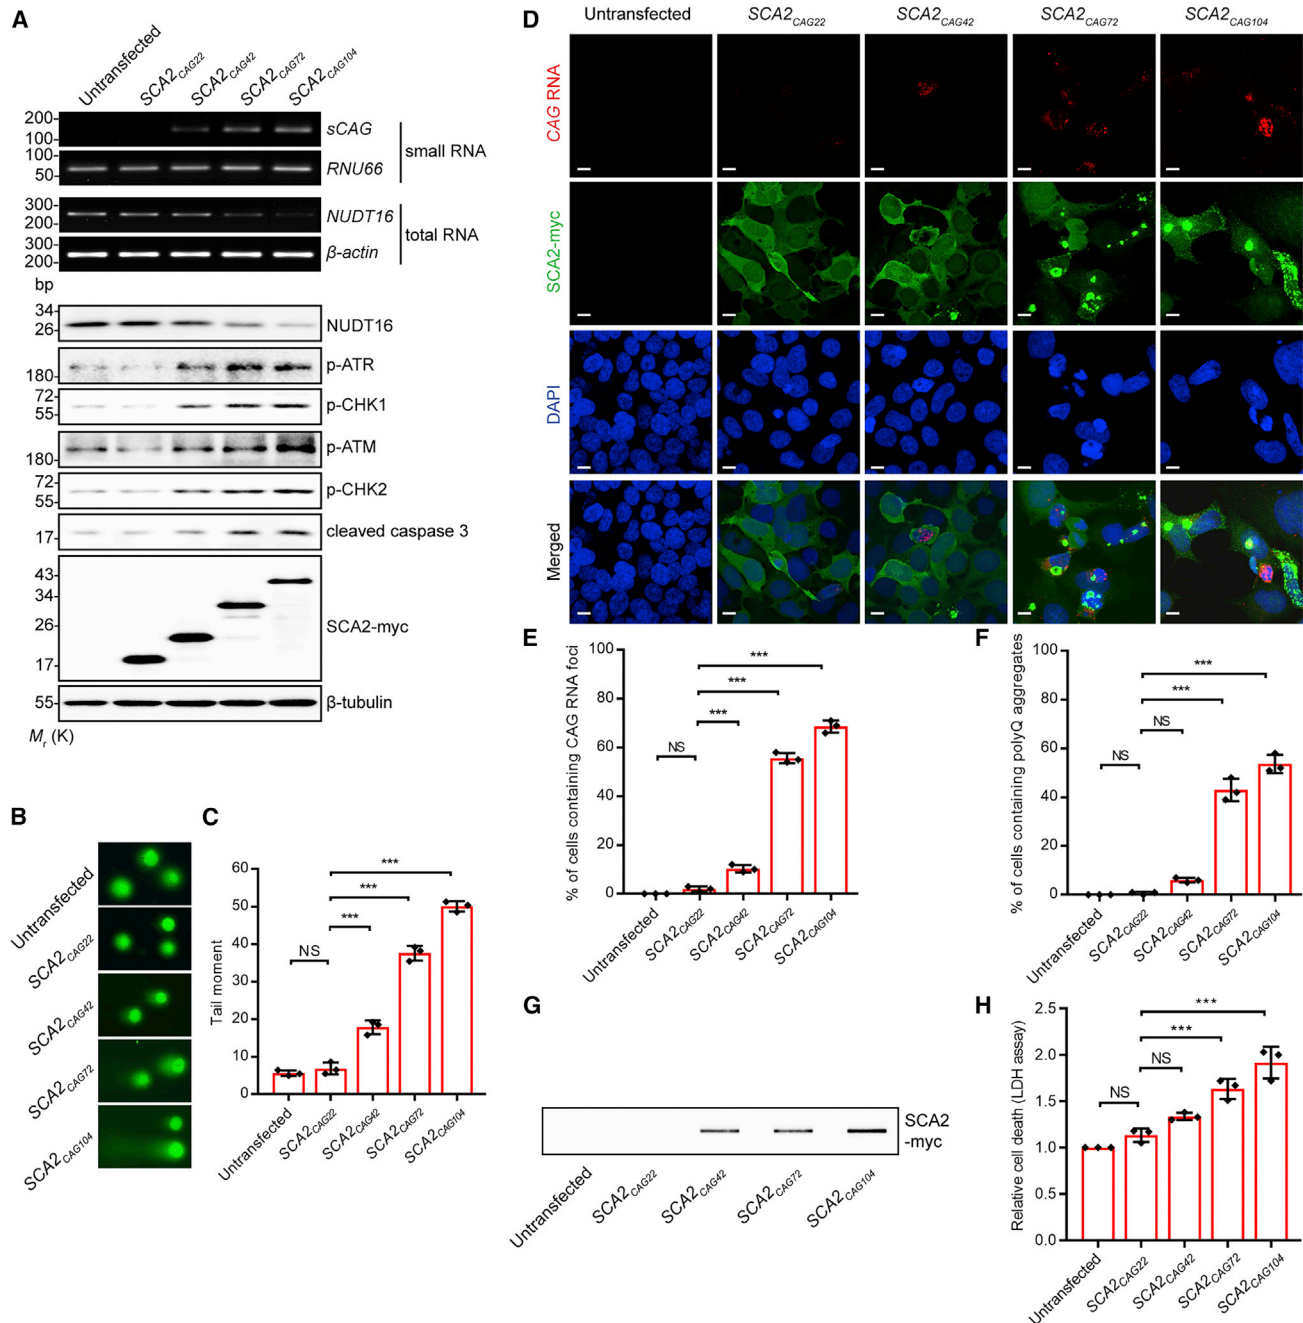 A
Untransfected
SCA2CAG22
SCA2CAG42
SCA2CAG72
SCA2CAG104
200
100
sCAG
100
50
RNU66
small RNA
300
200
NUDT16
300
200
β-actin
total RNA
bp
34
26
NUDT16
180
p-ATR
72
55
p-CHK1
180
p-ATM
72
55
p-CHK2
17
cleaved caspase 3
43
34
26
17
SCA2-myc
55
β-tubulin
Mr (K)
B
Untransfected
SCA2CAG22
SCA2CAG42
SCA2CAG72
SCA2CAG104
C
Tail moment
60
50
40
30
20
10
0
NS
***
***
***
Untransfected
SCA2CAG22
SCA2CAG42
SCA2CAG72
SCA2CAG104
D
Untransfected
SCA2CAG22
SCA2CAG42
SCA2CAG72
SCA2CAG104
CAG RNA
SCA2-myc
DAPI
Merged
E
% of cells containing CAG RNA foci
100
80
60
40
20
0
NS
***
***
***
Untransfected
SCA2CAG22
SCA2CAG42
SCA2CAG72
SCA2CAG104
F
% of cells containing polyQ aggregates
100
80
60
40
20
0
NS
NS
***
***
Untransfected
SCA2CAG22
SCA2CAG42
SCA2CAG72
SCA2CAG104
G
SCA2
-myc
Untransfected
SCA2CAG22
SCA2CAG42
SCA2CAG72
SCA2CAG104
H
Relative cell death (LDH assay)
2.5
2.0
1.5
1.0
0.5
0.0
NS
NS
***
***
Untransfected
SCA2CAG22
SCA2CAG42
SCA2CAG72
SCA2CAG104